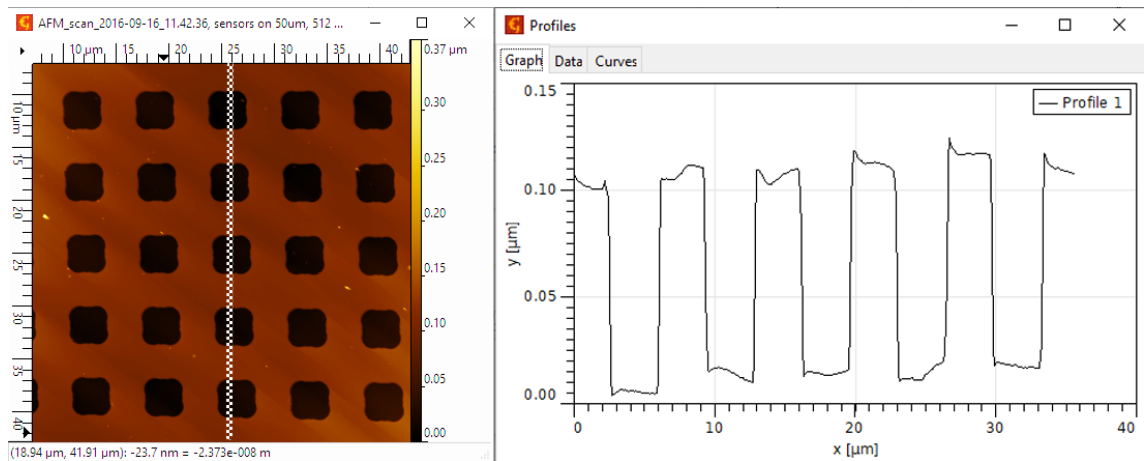 AFM_scan_2016-09-16_11.42.36, sensors on 50um, 512 ...
10 µm 15 20 25 30 35 40
10 µm
15
20
25
30
35
40
0.37 µm
0.30
0.25
0.20
0.15
0.10
0.05
0.00
(18.94 µm, 41.91 µm): -23.7 nm = -2.373e-008 m
Profiles
Graph Data Curves
Profile 1
0.15
0.10
0.05
0.00
y [µm]
0 10 20 30 40
x [µm]